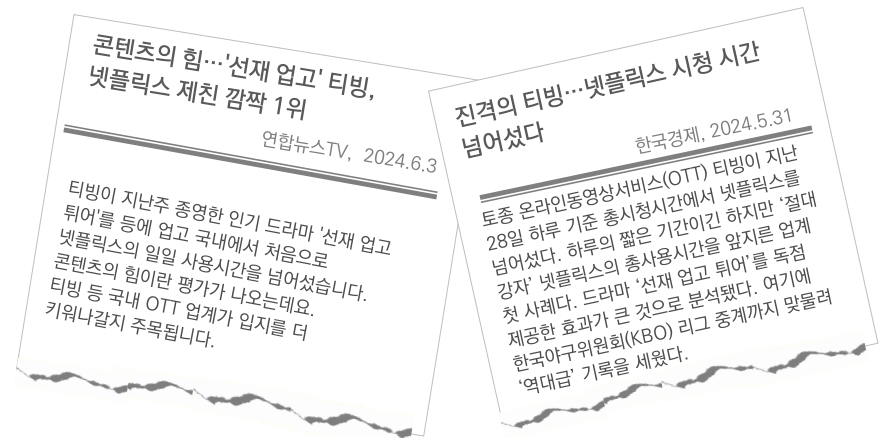 콘텐츠의 힘…'선재 업고' 티빙,
넷플릭스 제친 깜짝 1위
연합뉴스TV, 2024.6.3
티빙이 지난주 종영한 인기 드라마 '선재 업고
튀어'를 등에 업고 국내에서 처음으로
넷플릭스의 일일 사용시간을 넘어섰습니다.
콘텐츠의 힘이란 평가가 나오는데요.
티빙 등 국내 OTT 업계가 입지를 더
키워나갈지 주목됩니다.
진격의 티빙…넷플릭스 시청 시간
넘어섰다
한국경제, 2024.5.31
토종 온라인동영상서비스(OTT) 티빙이 지난
28일 하루 기준 총시청시간에서 넷플릭스를
넘어섰다. 하루의 짧은 기간이긴 하지만 ‘절대
강자’ 넷플릭스의 총사용시간을 앞지른 업계
첫 사례다. 드라마 ‘선재 업고 튀어’를 독점
제공한 효과가 큰 것으로 분석됐다. 여기에
한국야구위원회(KBO) 리그 중계까지 맞물려
‘역대급’ 기록을 세웠다.